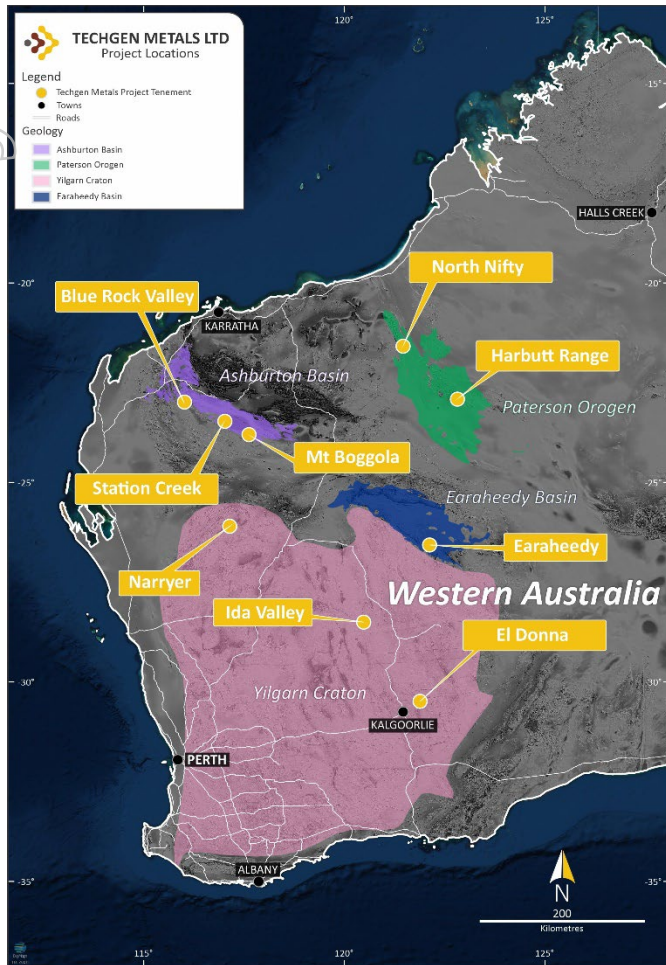 TECHGEN METALS LTD
Project Locations
Legend
Techgen Metals Project Tenement
Towns
Roads
Geology
Ashburton Basin
Paterson Orogen
Yilgarn Craton
Earaheedy Basin
120°
125°
-15°
HALLS CREEK
-20°
North Nifty
Blue Rock Valley
KARRATHA
Harbutt Range
Ashburton Basin
Paterson Orogen
Mt Boggola
Station Creek
-25°
Earaheedy Basin
Earaheedy
Narryer
Western Australia
Ida Valley
El Donna
-30°
Yilgarn Craton
KALGOORLIE
PERTH
ALBANY
-35°
N
200
Kilometres
115°
120°
125°